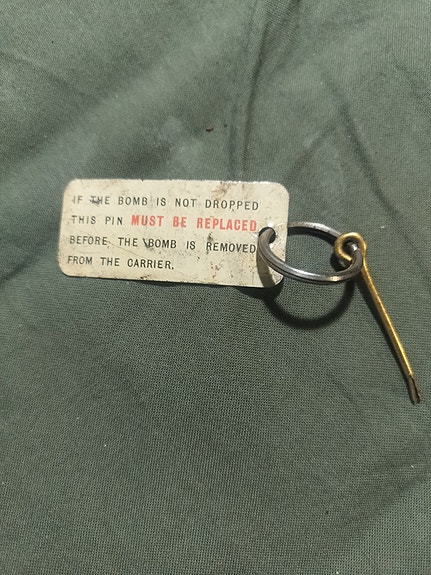 IF THE BOMB IS NOT DROPPED
THIS PIN MUST BE REPLACED
BEFORE THE BOMB IS REMOVED
FROM THE CARRIER.